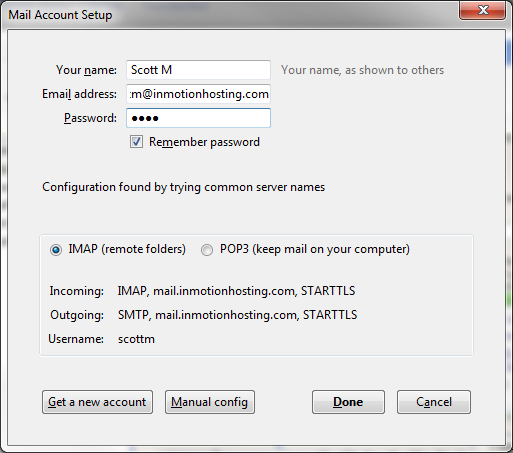 Mail Account Setup
Your name: Scott M Your name, as shown to others
Email address: :m@inmotionhosting.com
Password: ●●●●
Remember password
Configuration found by trying common server names
IMAP (remote folders) POP3 (keep mail on your computer)
Incoming: IMAP, mail.inmotionhosting.com, STARTTLS
Outgoing: SMTP, mail.inmotionhosting.com, STARTTLS
Username: scottm
Get a new account Manual config Done Cancel